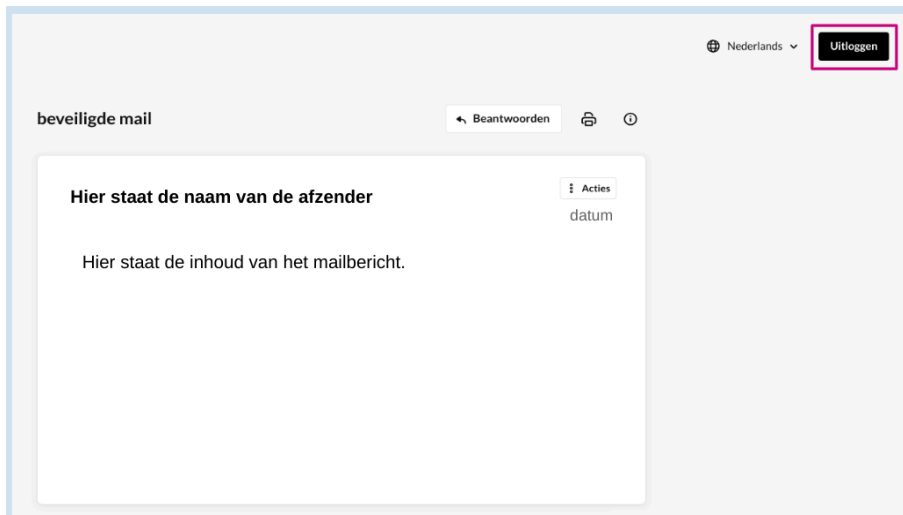 Nederlands
Uitloggen
beveiligde mail
Beantwoorden
Hier staat de naam van de afzender
Acties
datum
Hier staat de inhoud van het mailbericht.